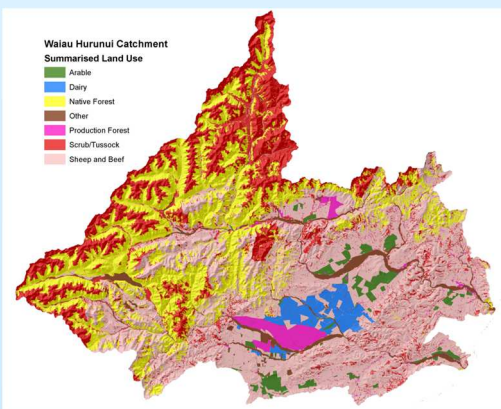 Waiau Hurunui Catchment
Summarised Land Use
Arable
Dairy
Native Forest
Other
Production Forest
Scrub/Tussock
Sheep and Beef